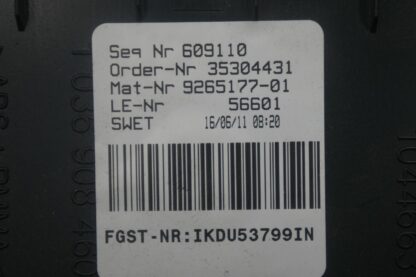 Seq Nr 609110
Order-Nr 35304431
Mat-Nr 9265177-01
LE-Nr 56601
SWET 16/06/11 08:20
FGST-NR:IKDU53799IN